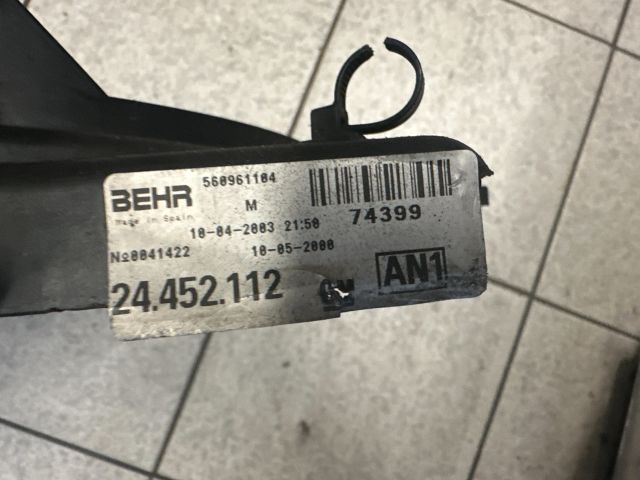 BEHR 560961104
Made in Spain M
10-04-2003 21:50 74399
№0041422 10-05-2000
24.452.112 GM AN1